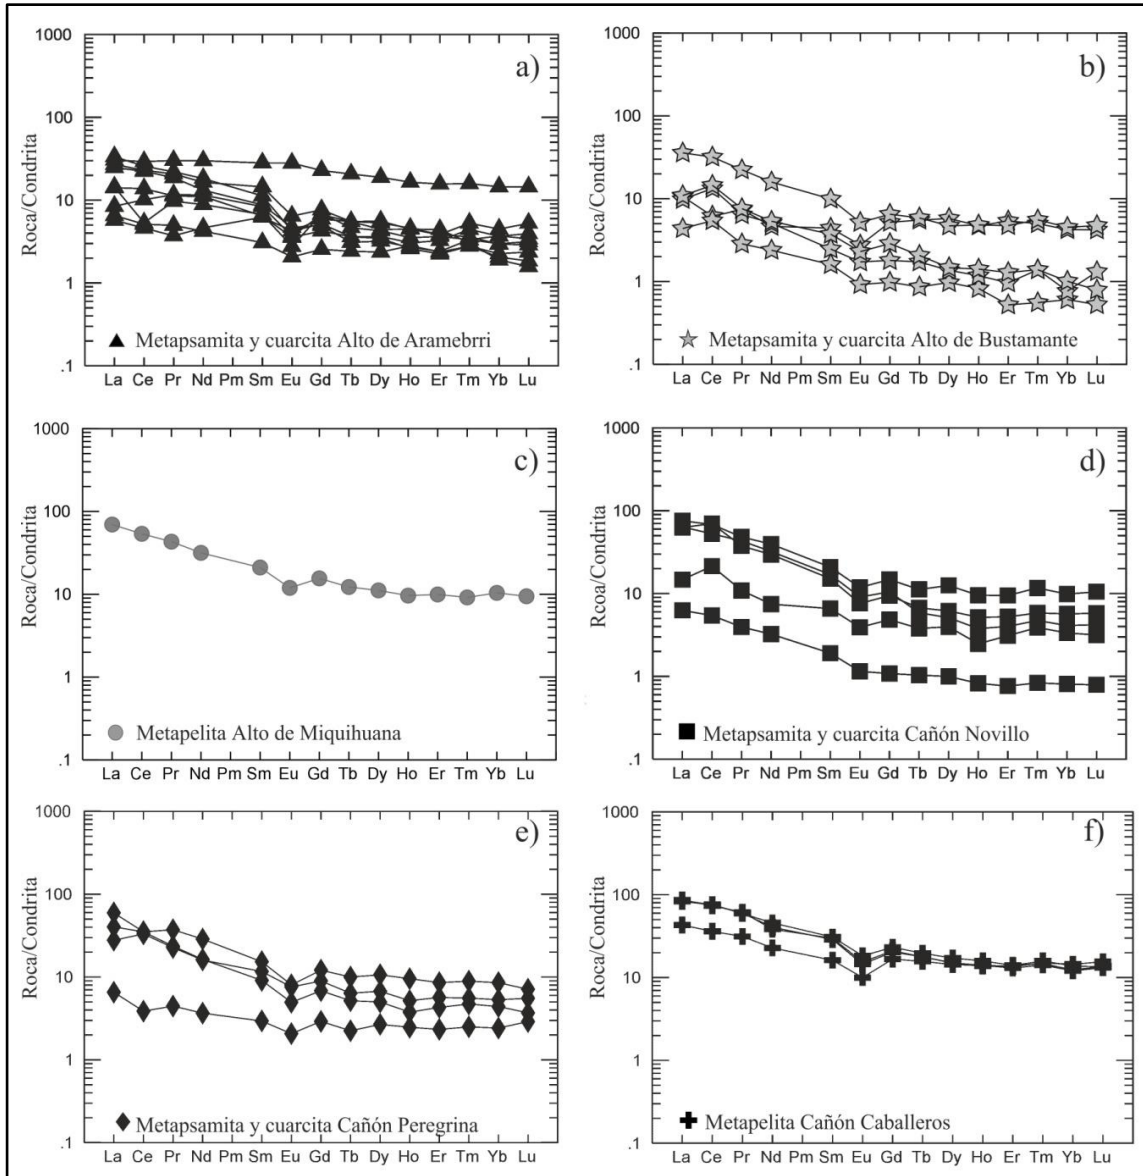 1000
a)
100
Roca/Condrita
10
1
Metapsamita y cuarcita Alto de Aramebrri
.1
La Ce Pr Nd Pm Sm Eu Gd Tb Dy Ho Er Tm Yb Lu
1000
b)
100
Roca/Condrita
10
1
Metapsamita y cuarcita Alto de Bustamante
.1
La Ce Pr Nd Pm Sm Eu Gd Tb Dy Ho Er Tm Yb Lu
1000
c)
100
Roca/Condrita
10
1
Metapelita Alto de Miquihuana
.1
La Ce Pr Nd Pm Sm Eu Gd Tb Dy Ho Er Tm Yb Lu
1000
d)
100
Rcoa/Condrita
10
1
Metapsamita y cuarcita Cañón Novillo
.1
La Ce Pr Nd Pm Sm Eu Gd Tb Dy Ho Er Tm Yb Lu
1000
e)
100
Roca/Condrita
10
1
Metapsamita y cuarcita Cañón Peregrina
.1
La Ce Pr Nd Pm Sm Eu Gd Tb Dy Ho Er Tm Yb Lu
1000
f)
100
Roca/Condrita
10
1
Metapelita Cañón Caballeros
.1
La Ce Pr Nd Pm Sm Eu Gd Tb Dy Ho Er Tm Yb Lu